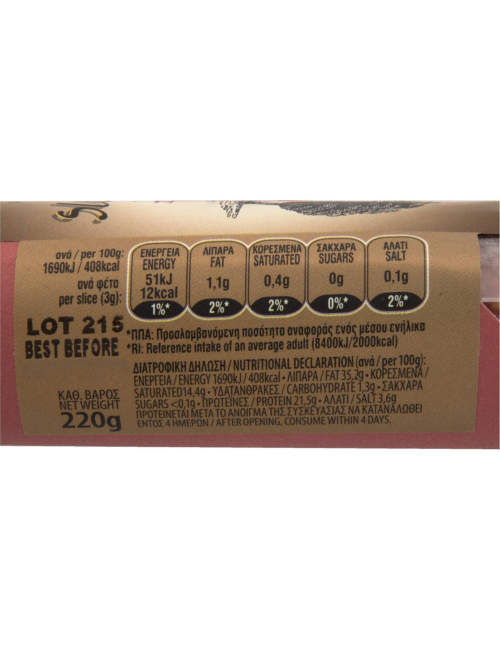 ανά / per 100g:
1690kJ / 408kcal
ανά φέτα
per slice (3g):
ΕΝΕΡΓΕΙΑ
ENERGY
51kJ
12kcal
1%*
ΛΙΠΑΡΑ
FAT
1,1g
2%*
ΚΟΡΕΣΜΕΝΑ
SATURATED
0,4g
2%*
ΣΑΚΧΑΡΑ
SUGARS
0g
0%*
ΑΛΑΤΙ
SALT
0,1g
2%*
LOT 215
BEST BEFORE
*ΠΠΑ: Προσλαμβανόμενη ποσότητα αναφοράς ενός μέσου ενήλικα
*RI: Reference intake of an average adult (8400kJ/2000kcal)
ΚΑΘ. ΒΑΡΟΣ
NET WEIGHT
220g
ΔΙΑΤΡΟΦΙΚΗ ΔΗΛΩΣΗ / NUTRITIONAL DECLARATION (ανά / per 100g):
ΕΝΕΡΓΕΙΑ / ENERGY 1690kJ / 408kcal • ΛΙΠΑΡΑ / FAT 35,2g • ΚΟΡΕΣΜΕΝΑ /
SATURATED14,4g • ΥΔΑΤΑΝΘΡΑΚΕΣ / CARBOHYDRATE 1,3g • ΣΑΚΧΑΡΑ
SUGARS <0,1g • ΠΡΩΤΕΪΝΕΣ / PROTEIN 21,5g • ΑΛΑΤΙ / SALT 3,6g
ΠΡΟΤΕΙΝΕΤΑΙ ΜΕΤΑ ΤΟ ΑΝΟΙΓΜΑ ΤΗΣ ΣΥΣΚΕΥΑΣΙΑΣ ΝΑ ΚΑΤΑΝΑΛΩΘΕΙ
ΕΝΤΟΣ 4 ΗΜΕΡΩΝ / AFTER OPENING, CONSUME WITHIN 4 DAYS.